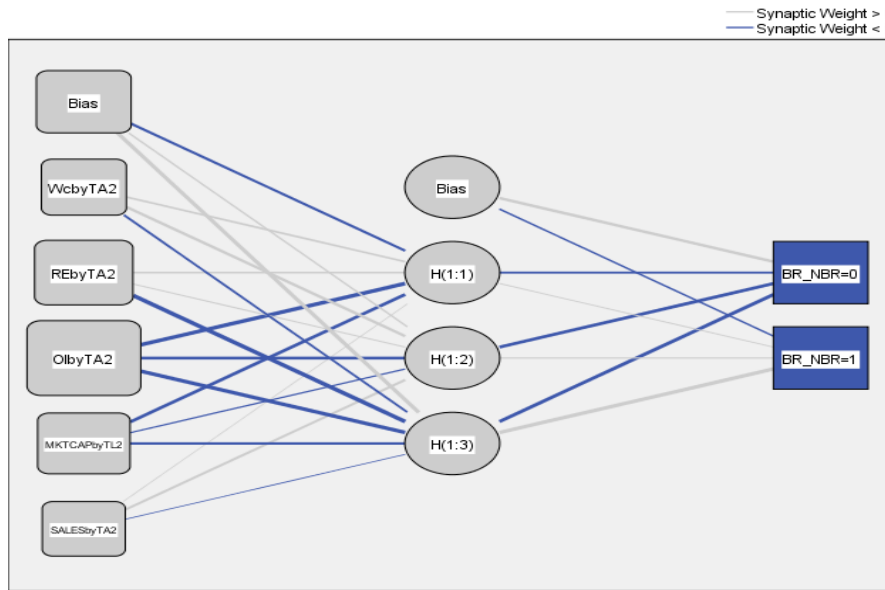 Synaptic Weight >
Synaptic Weight <
Bias
WcbyTA2
Bias
REbyTA2
H(1:1)
BR_NBR=0
OIbyTA2
H(1:2)
BR_NBR=1
MKTCAPbyTL2
H(1:3)
SALESbyTA2